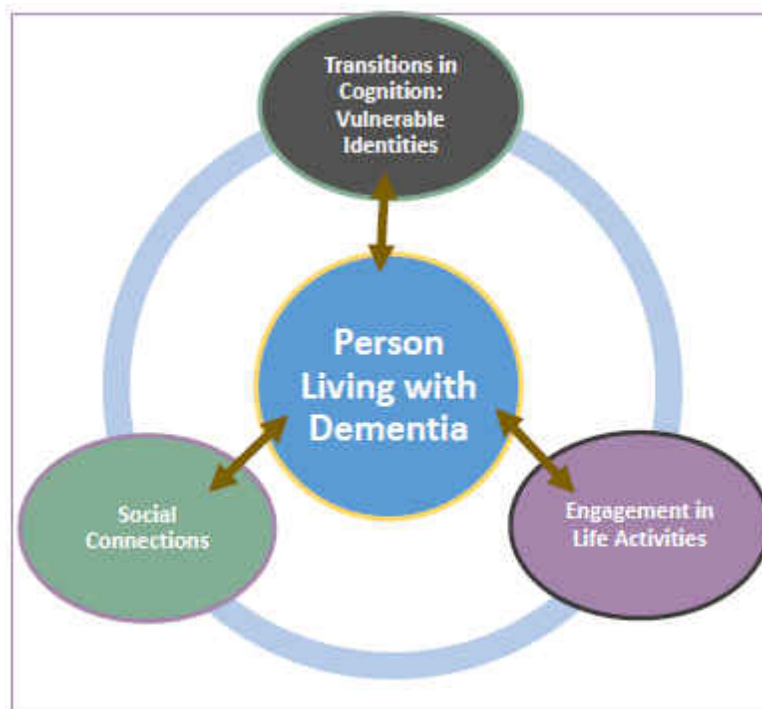 Transitions in
Cognition:
Vulnerable
Identities
Person
Living with
Dementia
Social
Connections
Engagement in
Life Activities